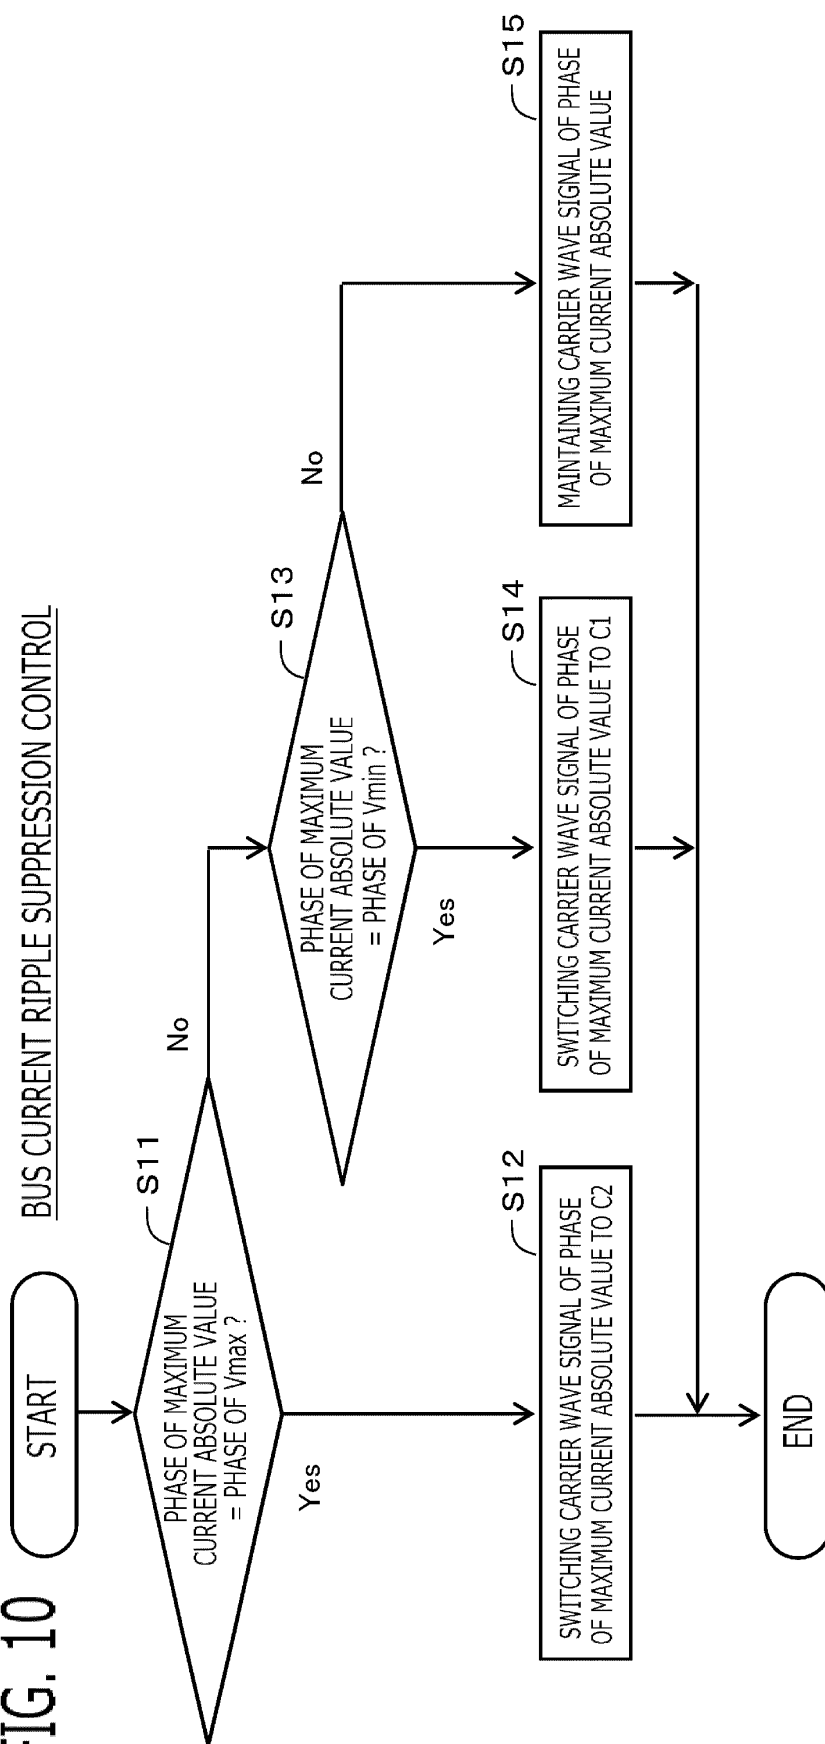 FIG. 10
BUS CURRENT RIPPLE SUPPRESSION CONTROL
START
S11
PHASE OF MAXIMUM
CURRENT ABSOLUTE VALUE
= PHASE OF Vmax ?
No
Yes
S13
PHASE OF MAXIMUM
CURRENT ABSOLUTE VALUE
= PHASE OF Vmin ?
No
Yes
S12
SWITCHING CARRIER WAVE SIGNAL OF PHASE
OF MAXIMUM CURRENT ABSOLUTE VALUE TO C2
S14
SWITCHING CARRIER WAVE SIGNAL OF PHASE
OF MAXIMUM CURRENT ABSOLUTE VALUE TO C1
S15
MAINTAINING CARRIER WAVE SIGNAL OF PHASE
OF MAXIMUM CURRENT ABSOLUTE VALUE
END